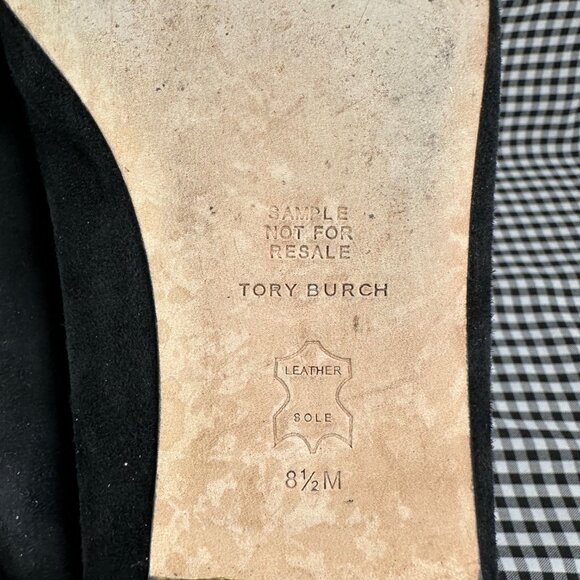 SAMPLE
NOT FOR
RESALE
TORY BURCH
LEATHER
SOLE
8½M